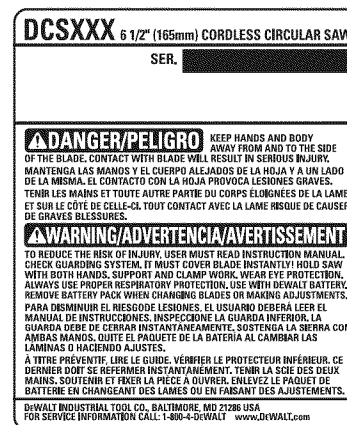 DCSXXX 6 1/2" (165mm) CORDLESS CIRCULAR SAW
SER.
DANGER/PELIGRO KEEP HANDS AND BODY
AWAY FROM AND TO THE SIDE
OF THE BLADE. CONTACT WITH BLADE WILL RESULT IN SERIOUS INJURY.
MANTENGA LAS MANOS Y EL CUERPO ALEJADOS DE LA HOJA Y A UN LADO
DE LA MISMA. EL CONTACTO CON LA HOJA PROVOCA LESIONES GRAVES.
TENIR LES MAINS ET TOUTE AUTRE PARTIE DU CORPS ÉLOIGNÉES DE LA LAME
ET SUR LE CÔTÉ DE CELLE-CI. TOUT CONTACT AVEC LA LAME RISQUE DE CAUSER
DE GRAVES BLESSURES.
WARNING/ADVERTENCIA/AVERTISSEMENT
TO REDUCE THE RISK OF INJURY, USER MUST READ INSTRUCTION MANUAL.
CHECK GUARDING SYSTEM, IT MUST COVER BLADE INSTANTLY! HOLD SAW
WITH BOTH HANDS. SUPPORT AND CLAMP WORK. WEAR EYE PROTECTION.
ALWAYS USE PROPER RESPIRATORY PROTECTION. USE WITH DEWALT BATTERY.
REMOVE BATTERY PACK WHEN CHANGING BLADES OR MAKING ADJUSTMENTS.
PARA DISMINUIR EL RIESGODE LESIONES, EL USUARIO DEBERÁ LEER EL
MANUAL DE INSTRUCCIONES. INSPECCIONE LA GUARDA INFERIOR. LA
GUARDA DEBE DE CERRAR INSTANTÁNEAMENTE. SOSTENGA LA SIERRA CON
AMBAS MANOS. QUITE EL PAQUETE DE LA BATERÍA AL CAMBIAR LAS
LÁMINAS O HACIENDO AJUSTES.
À TITRE PRÉVENTIF, LIRE LE GUIDE. VÉRIFIER LE PROTECTEUR INFÉRIEUR. CE
DERNIER DOIT SE REFERMER INSTANTANÉMENT. TENIR LA SCIE DES DEUX
MAINS. SOUTENIR ET FIXER LA PIÈCE À OUVRER. ENLEVEZ LE PAQUET DE
BATTERIE EN CHANGEANT DES LAMES OU EN FAISANT DES AJUSTEMENTS.
DEWALT INDUSTRIAL TOOL CO., BALTIMORE, MD 21286 USA
FOR SERVICE INFORMATION CALL: 1-800-4-DEWALT www.DEWALT.com